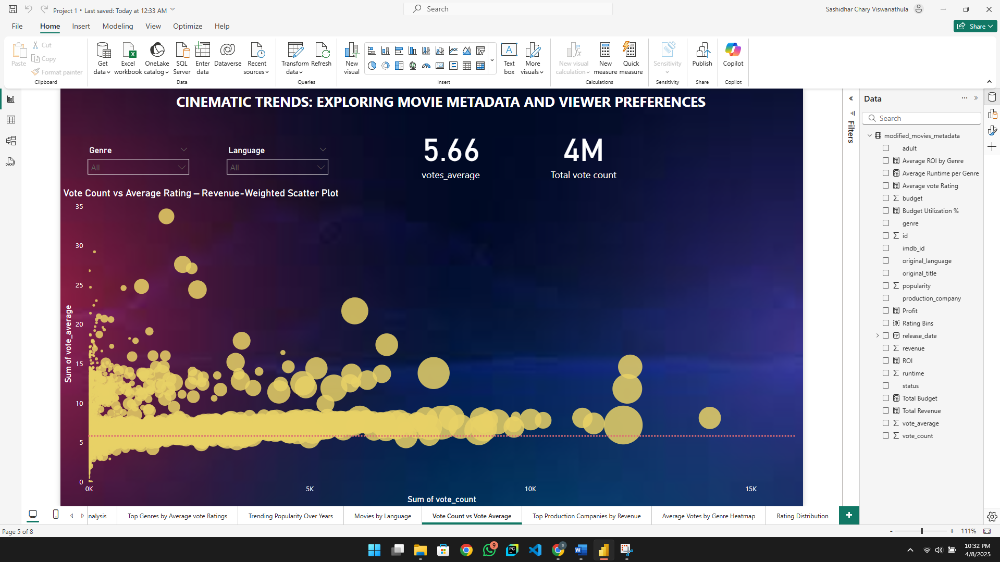 Project 1 • Last saved: Today at 12:33 AM
Search
Sashidhar Chary Viswanathula
File Home Insert Modeling View Optimize Help
Share
Paste
Cut
Copy
Format painter
Clipboard
Get data
Excel workbook
OneLake catalog
SQL Server
Enter data
Dataverse
Recent sources
Data
Transform data
Refresh
Queries
New visual
Text box
More visuals
Insert
New visual calculation
New measure
Quick measure
Calculations
Sensitivity
Sensitivity
Publish
Share
Copilot
Copilot
CINEMATIC TRENDS: EXPLORING MOVIE METADATA AND VIEWER PREFERENCES
Genre
All
Language
All
5.66
votes_average
4M
Total vote count
Vote Count vs Average Rating – Revenue-Weighted Scatter Plot
Sum of vote_average
35
30
25
20
15
10
5
0
0K 5K 10K 15K
Sum of vote_count
Filters
Data
Search
modified_movies_metadata
adult
Average ROI by Genre
Average Runtime per Genre
Average vote Rating
budget
Budget Utilization %
genre
id
imdb_id
original_language
original_title
popularity
production_company
Profit
Rating Bins
release_date
revenue
ROI
runtime
status
Total Budget
Total Revenue
vote_average
vote_count
nalysis
Top Genres by Average vote Ratings
Trending Popularity Over Years
Movies by Language
Vote Count vs Vote Average
Top Production Companies by Revenue
Average Votes by Genre Heatmap
Rating Distribution
Page 5 of 8
- + 111%
9
10:32 PM
4/8/2025